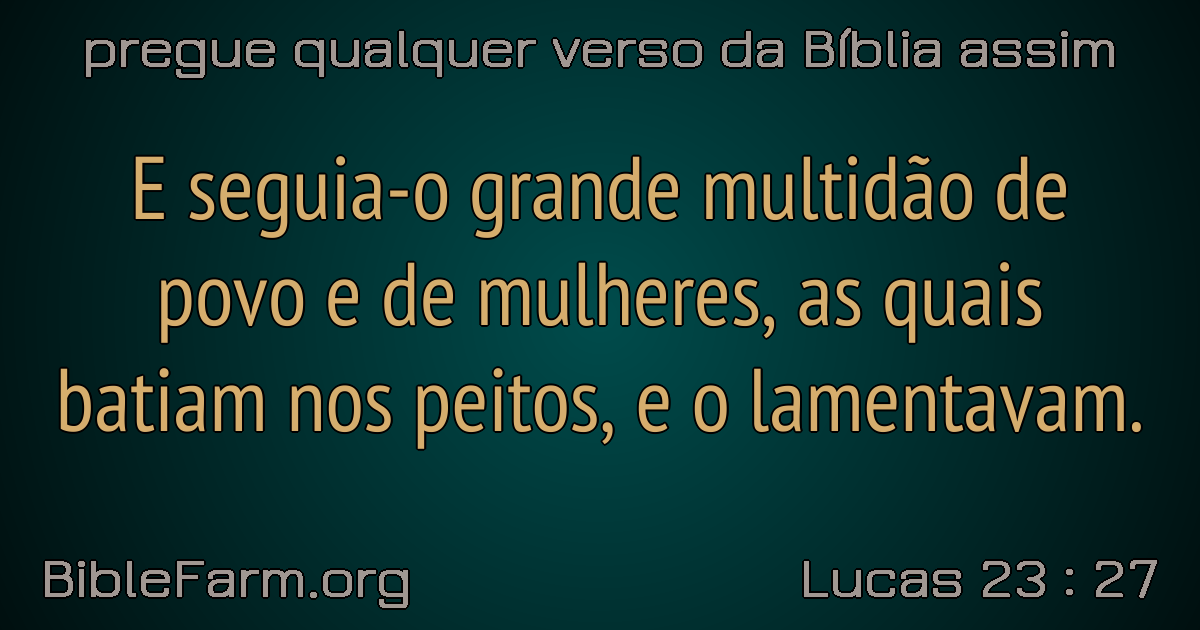 pregue qualquer verso da Bíblia assim
E seguia-o grande multidão de
povo e de mulheres, as quais
batiam nos peitos, e o lamentavam.
BibleFarm.org
Lucas 23 : 27